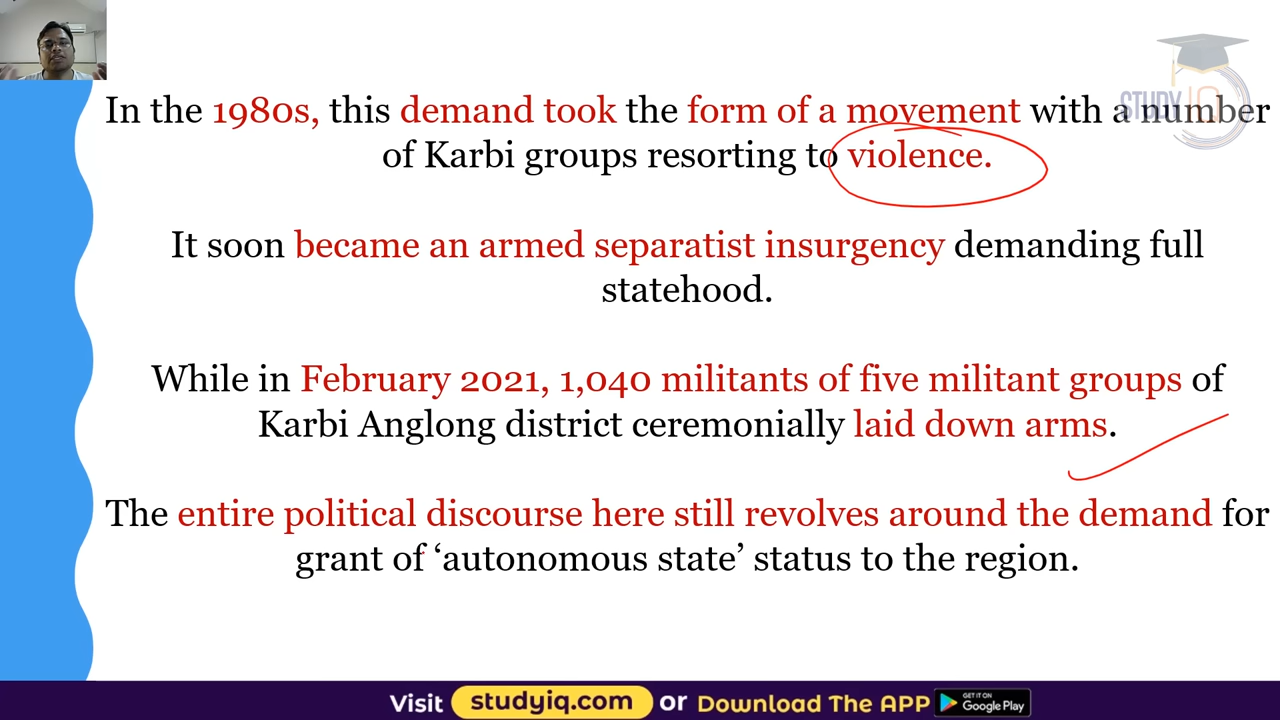 STUDY IQ
In the 1980s, this demand took the form of a movement with a number
of Karbi groups resorting to violence.
It soon became an armed separatist insurgency demanding full
statehood.
While in February 2021, 1,040 militants of five militant groups of
Karbi Anglong district ceremonially laid down arms.
The entire political discourse here still revolves around the demand for
grant of ‘autonomous state’ status to the region.
Visit studyiq.com or Download The APP GET IT ON Google Play